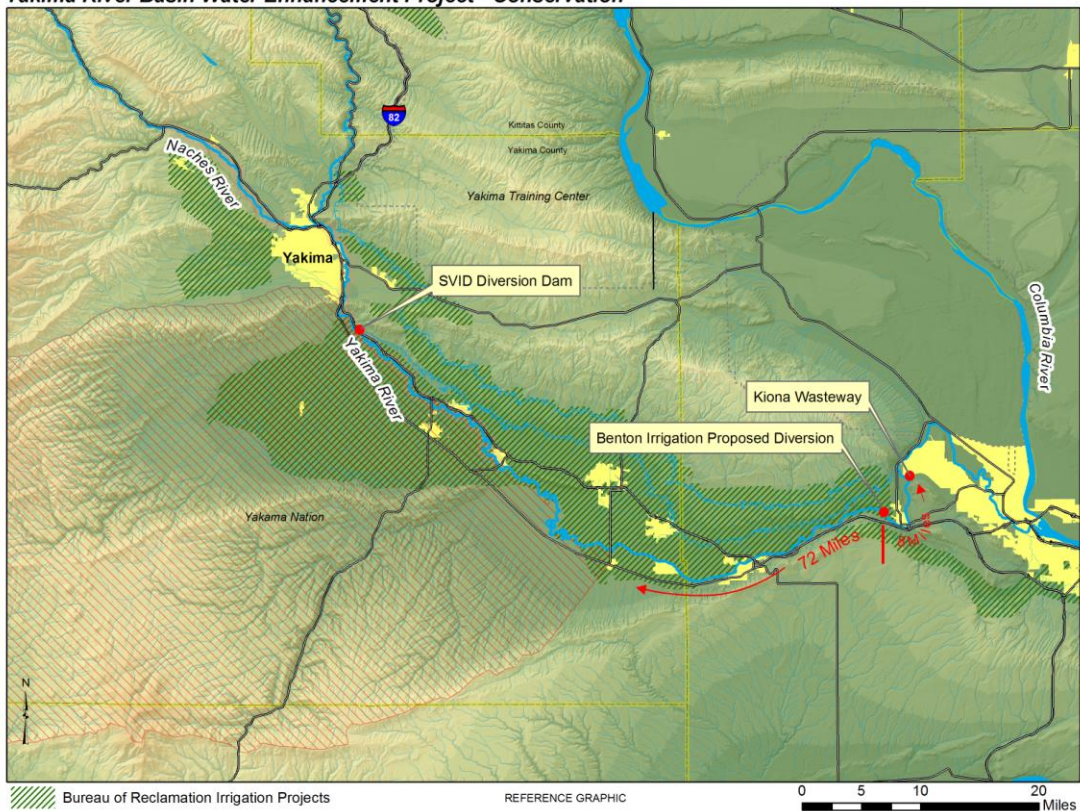 Yakima River Basin Water Enhancement Project - Conservation
82
Kittitas County
Yakima County
Naches River
Yakima Training Center
Yakima
SVID Diversion Dam
Yakima River
Columbia River
Kiona Wasteway
Benton Irrigation Proposed Diversion
Yakama Nation
72 Miles
8 Miles
N
Bureau of Reclamation Irrigation Projects
REFERENCE GRAPHIC
0 5 10 20
Miles